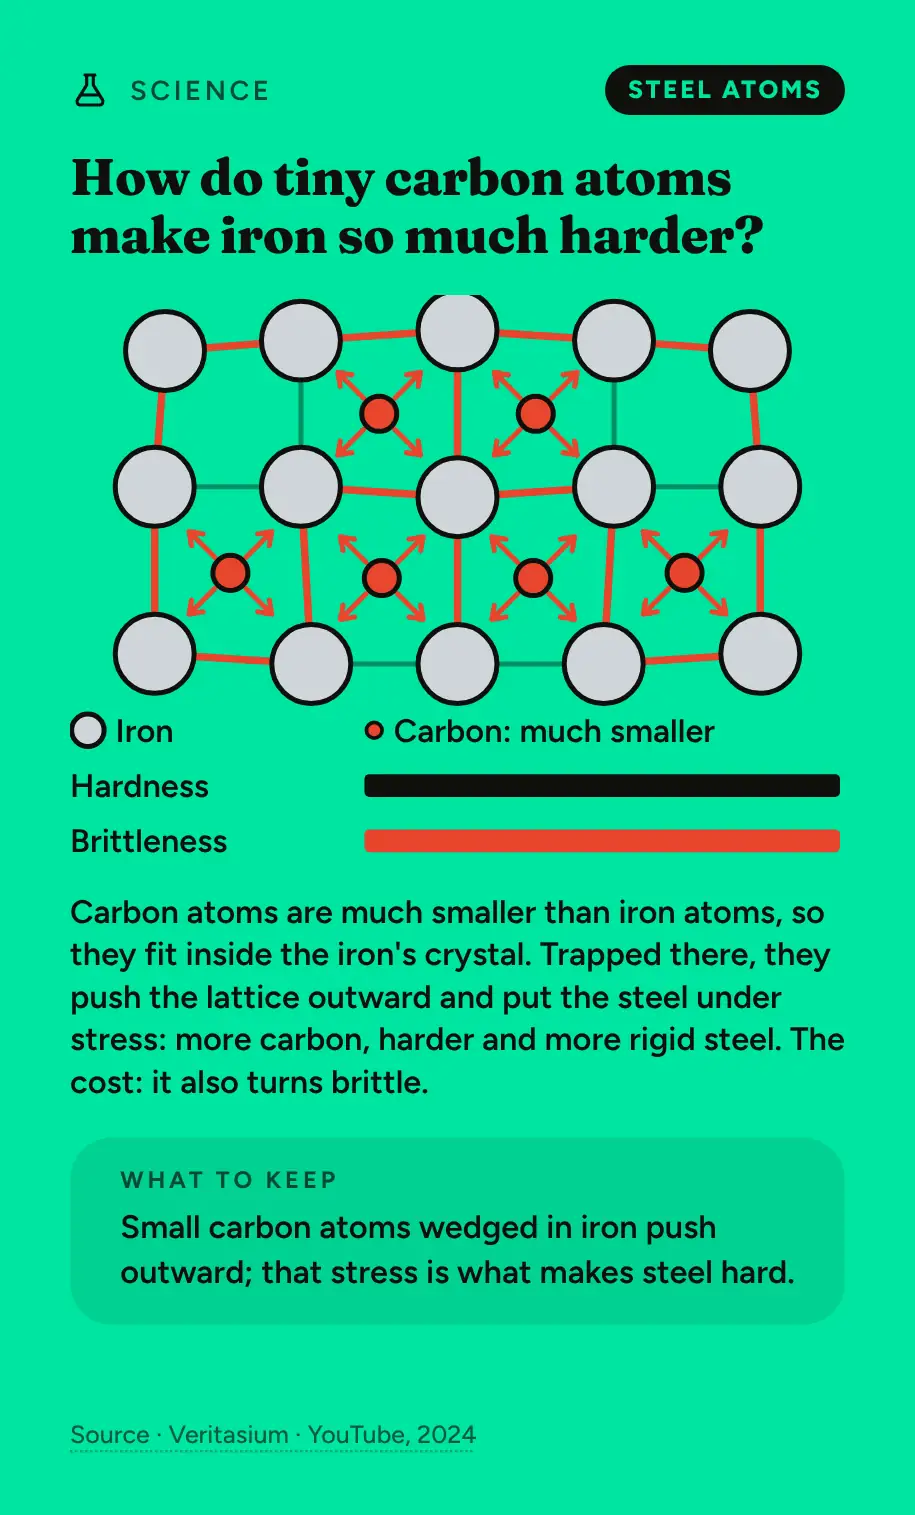 SCIENCE
STEEL ATOMS
How do tiny carbon atoms
make iron so much harder?
Iron
Carbon: much smaller
Hardness
Brittleness
Carbon atoms are much smaller than iron atoms, so
they fit inside the iron's crystal. Trapped there, they
push the lattice outward and put the steel under
stress: more carbon, harder and more rigid steel. The
cost: it also turns brittle.
WHAT TO KEEP
Small carbon atoms wedged in iron push
outward; that stress is what makes steel hard.
Source · Veritasium · YouTube, 2024